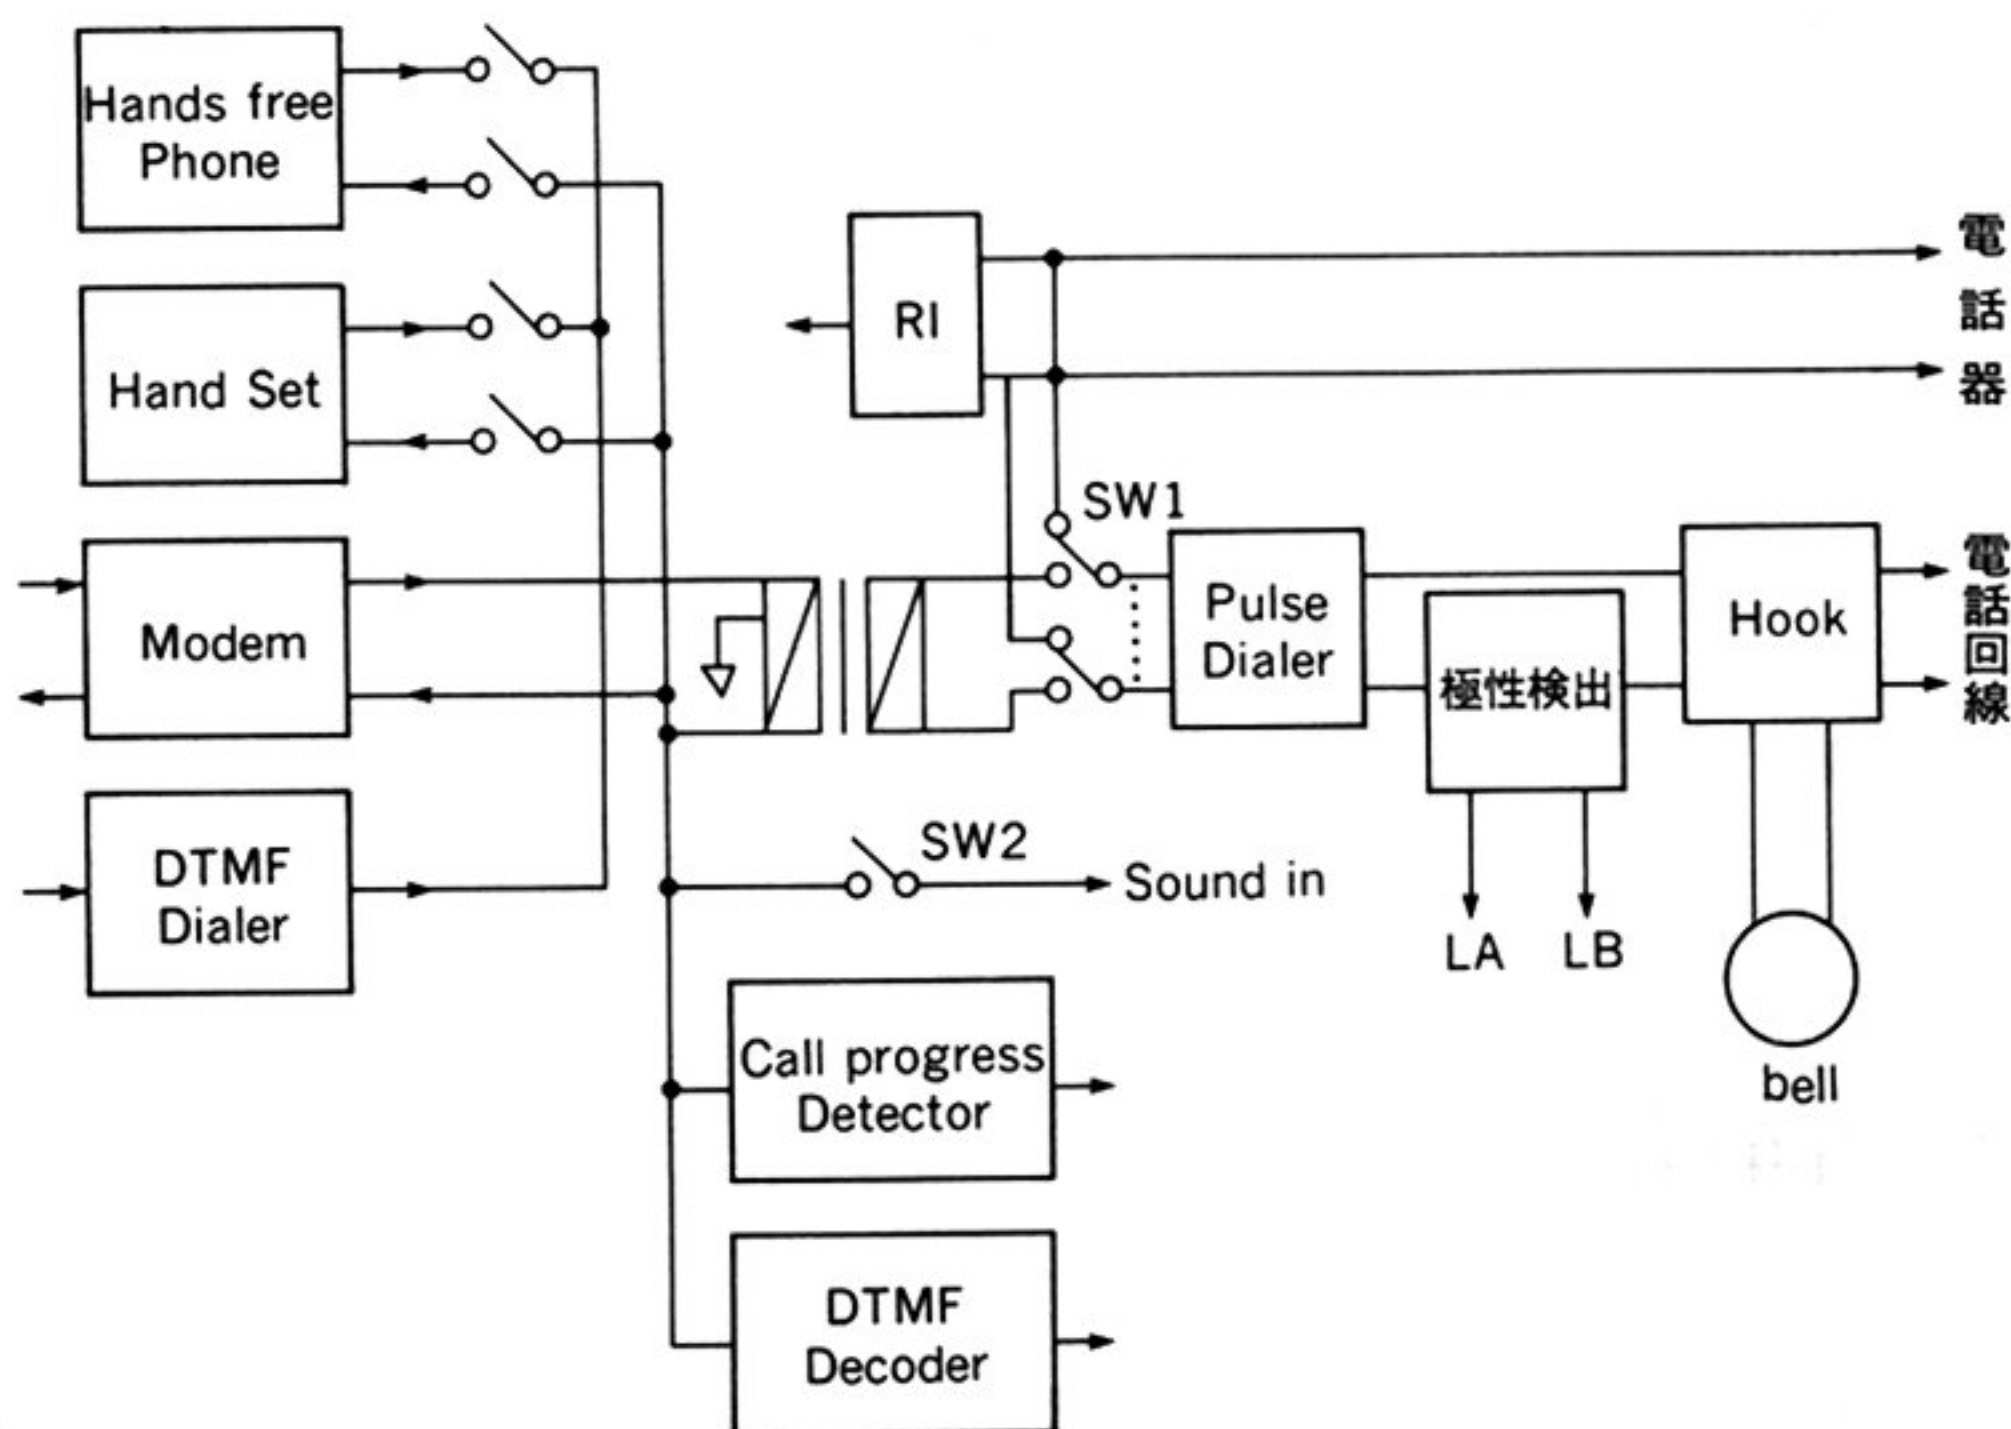 Hands free
Phone
Hand Set
Modem
DTMF
Dialer
RI
電話器
SW1
Pulse
Dialer
極性検出
Hook
電話回線
SW2
Sound in
LA
LB
bell
Call progress
Detector
DTMF
Decoder